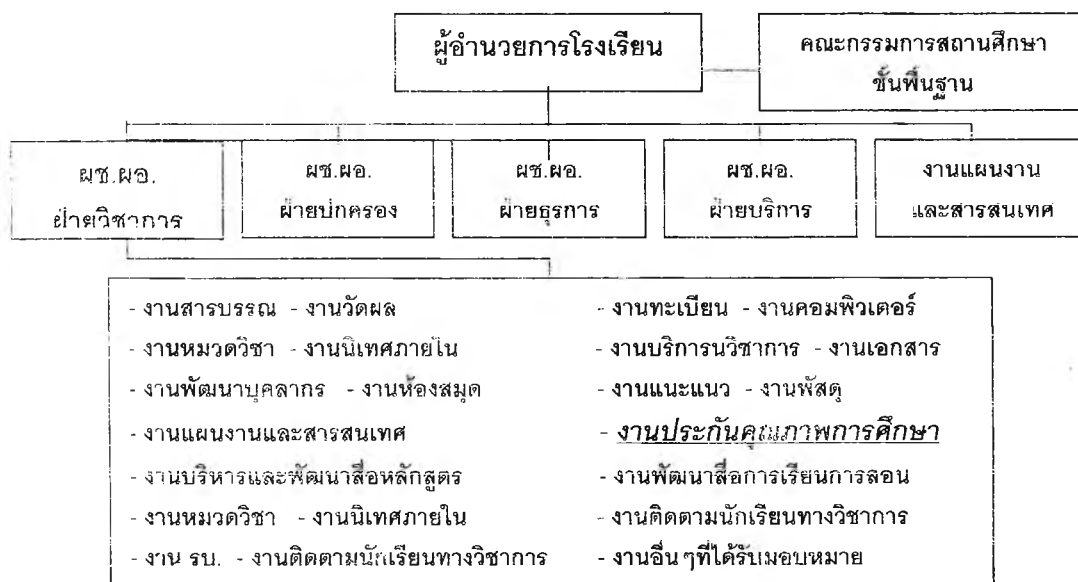 ผู้อำนวยการโรงเรียน
คณะกรรมการสถานศึกษา
ชั้นพื้นฐาน
ผช.ผอ.
ฝ่ายวิชาการ
ผช.ผอ.
ฝ่ายปกครอง
ผช.ผอ.
ฝ่ายธุรการ
ผช.ผอ.
ฝ่ายบริการ
งานแผนงาน
และสารสนเทศ
- งานสารบรรณ - งานวัดผล
- งานหมวดวิชา - งานนิเทศภายใน
- งานพัฒนาบุคลากร - งานห้องสมุด
- งานแผนงานและสารสนเทศ
- งานบริหารและพัฒนาสื่อหลักสูตร
- งานหมวดวิชา - งานนิเทศภายใน
- งาน รบ. - งานติดตามนักเรียนทางวิชาการ
- งานทะเบียน - งานคอมพิวเตอร์
- งานบริการนวิชาการ - งานเอกสาร
- งานแนะแนว - งานพัสดุ
- งานประกันคุณภาพการศึกษา
- งานพัฒนาสื่อการเรียนการสอน
- งานติดตามนักเรียนทางวิชาการ
- งานอื่นๆที่ได้รับมอบหมาย